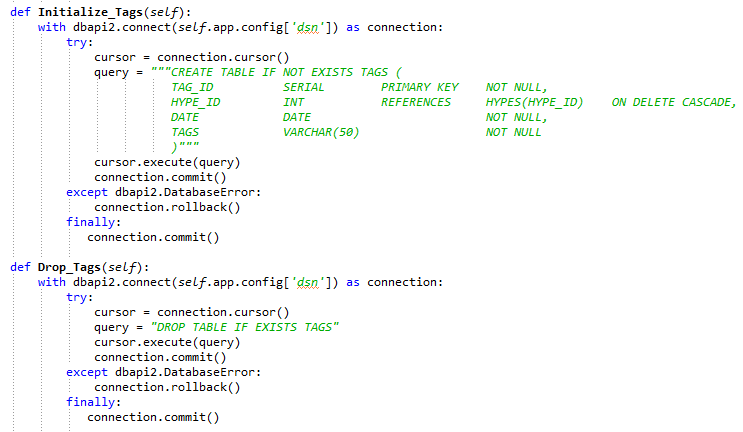 def Initialize_Tags(self):
    with dbapi2.connect(self.app.config['dsn']) as connection:
        try:
            cursor = connection.cursor()
            query = """CREATE TABLE IF NOT EXISTS TAGS (
                       TAG_ID          SERIAL        PRIMARY KEY    NOT NULL,
                       HYPE_ID         INT           REFERENCES     HYPES(HYPE_ID)    ON DELETE CASCADE,
                       DATE            DATE                         NOT NULL,
                       TAGS            VARCHAR(50)                  NOT NULL
                       )"""
            cursor.execute(query)
            connection.commit()
        except dbapi2.DatabaseError:
            connection.rollback()
        finally:
           connection.commit()

def Drop_Tags(self):
    with dbapi2.connect(self.app.config['dsn']) as connection:
        try:
            cursor = connection.cursor()
            query = "DROP TABLE IF EXISTS TAGS"
            cursor.execute(query)
            connection.commit()
        except dbapi2.DatabaseError:
            connection.rollback()
        finally:
           connection.commit()